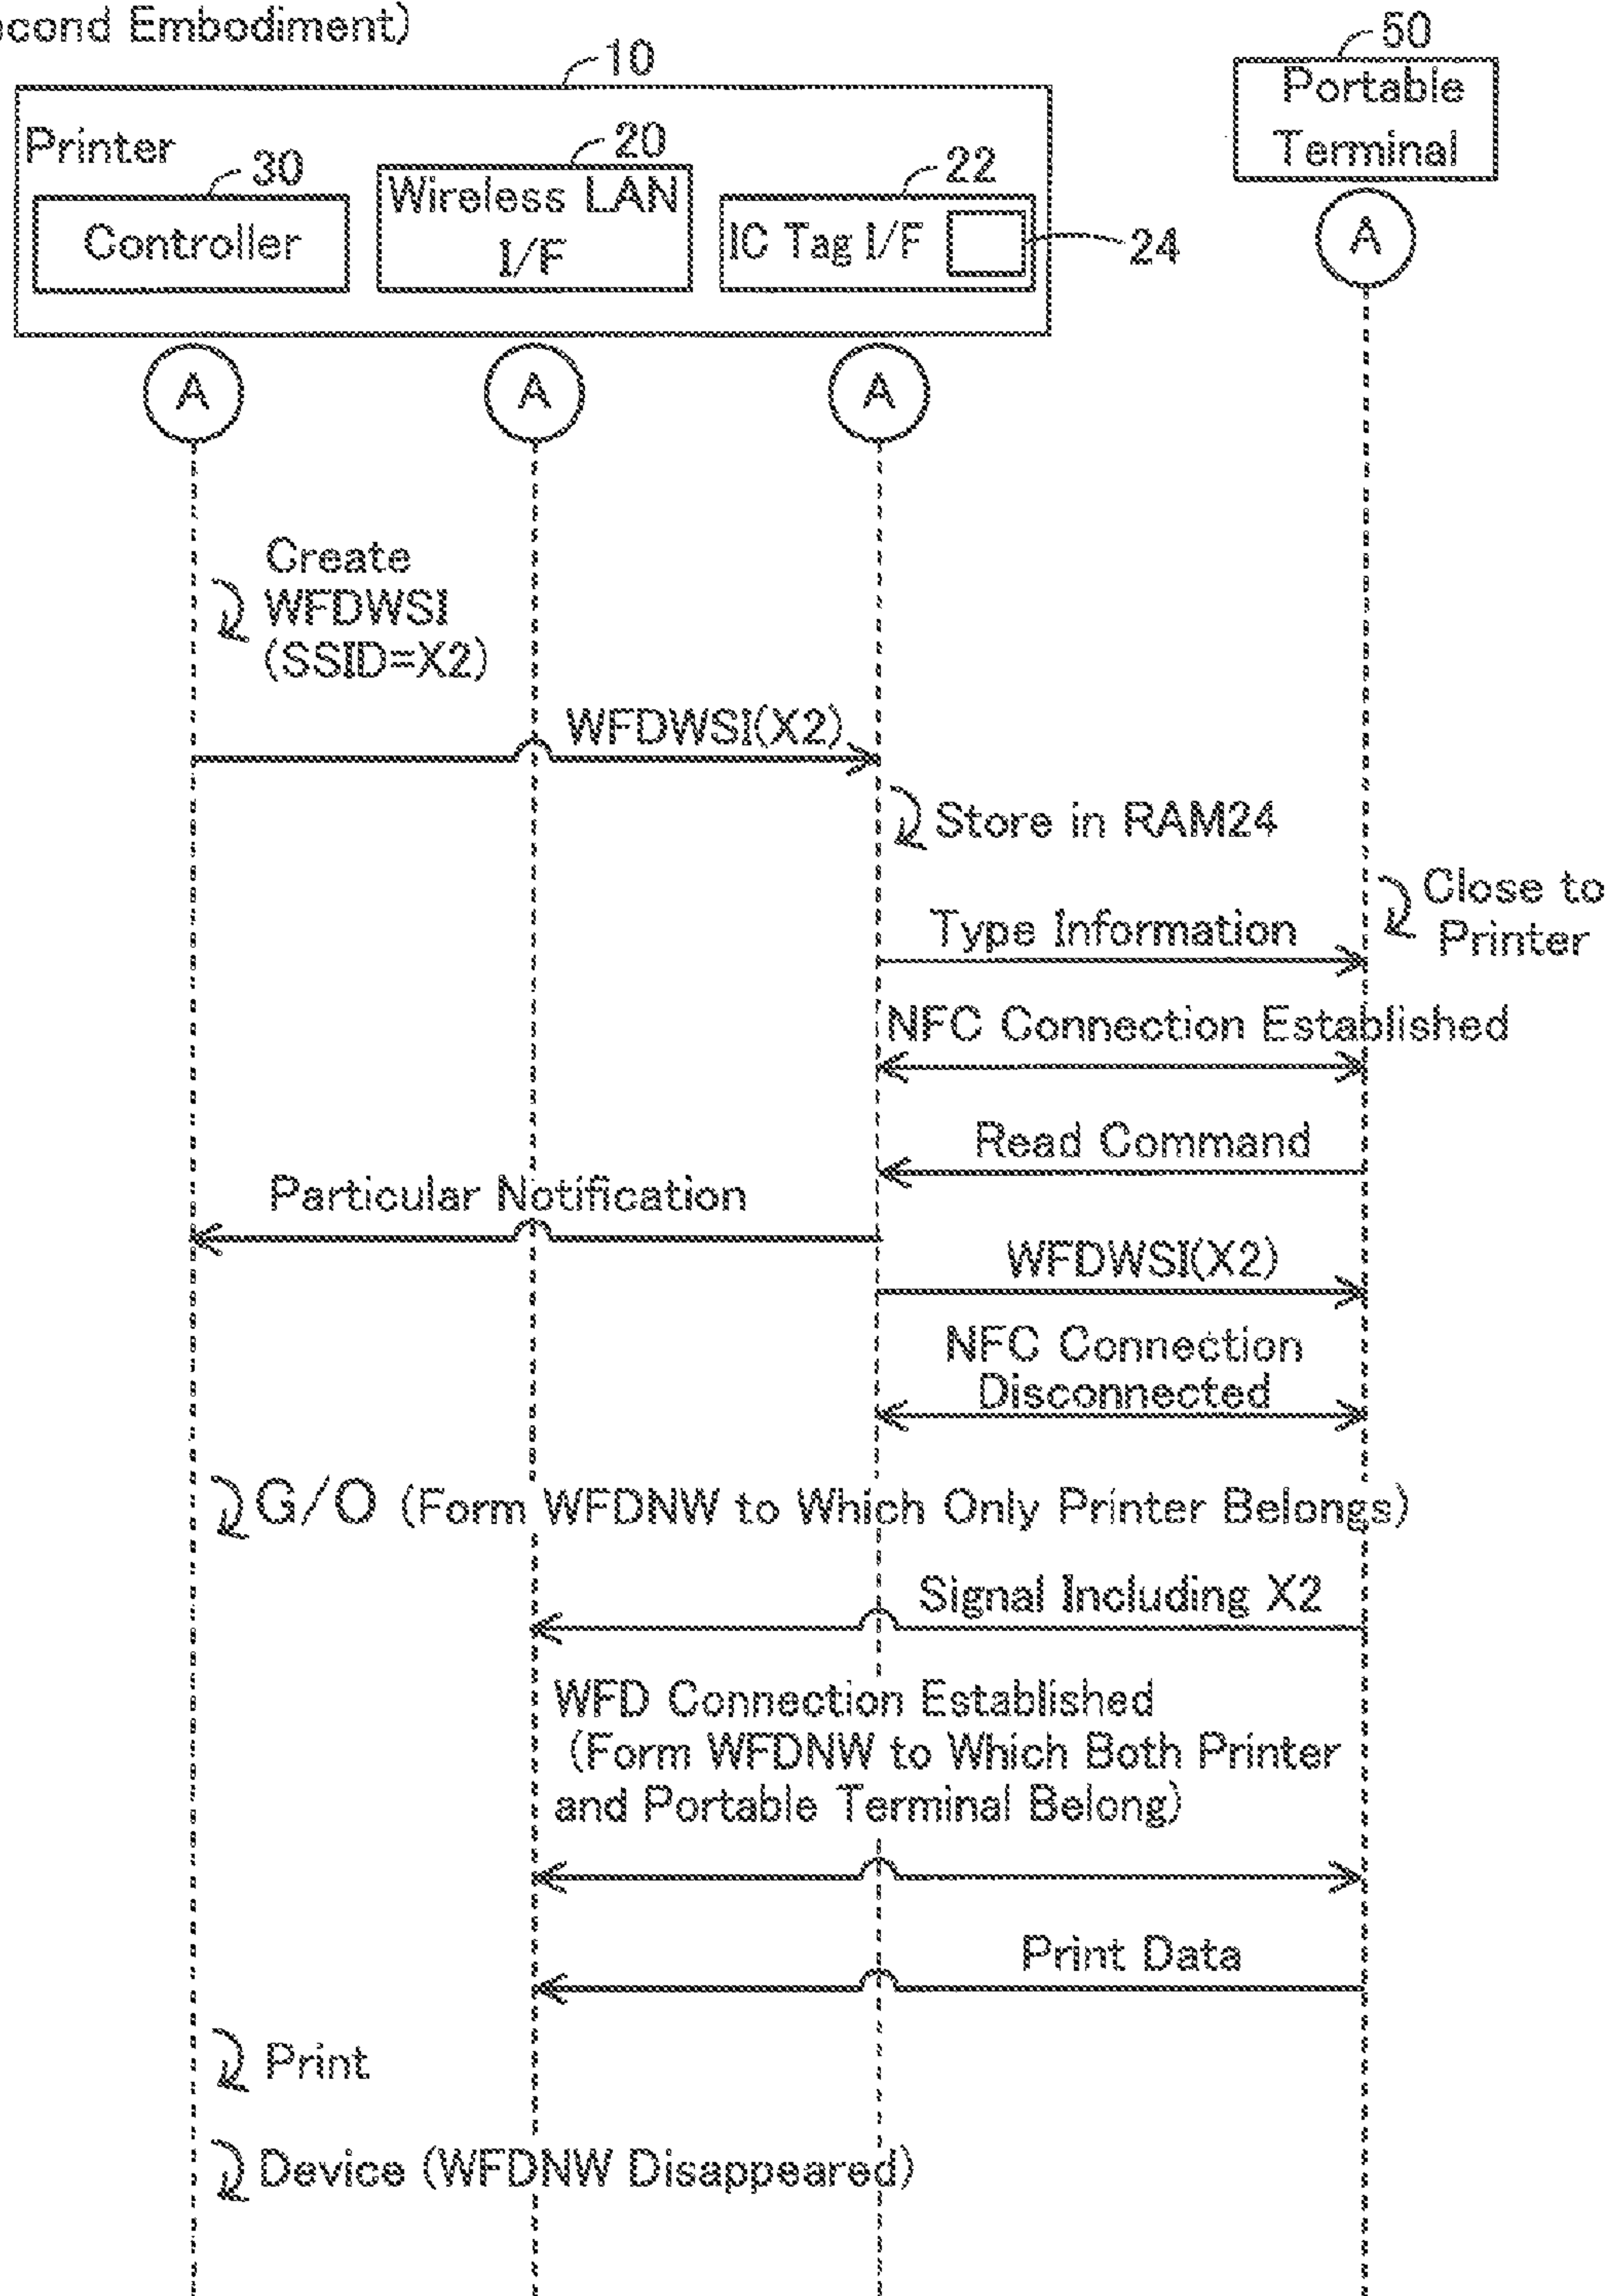 econd Embodiment)
10
50
Portable
Terminal
Printer
30
20
22
Controller
Wireless LAN
I/F
IC Tag I/F
24
A
A
A
A
Create
WFDWSI
(SSID=X2)
WFDWSI(X2)
Store in RAM24
Close to
Printer
Type Information
NFC Connection Established
Read Command
Particular Notification
WFDWSI(X2)
NFC Connection
Disconnected
G/O (Form WFDNW to Which Only Printer Belongs)
Signal Including X2
WFD Connection Established
(Form WFDNW to Which Both Printer
and Portable Terminal Belong)
Print Data
Print
Device (WFDNW Disappeared)